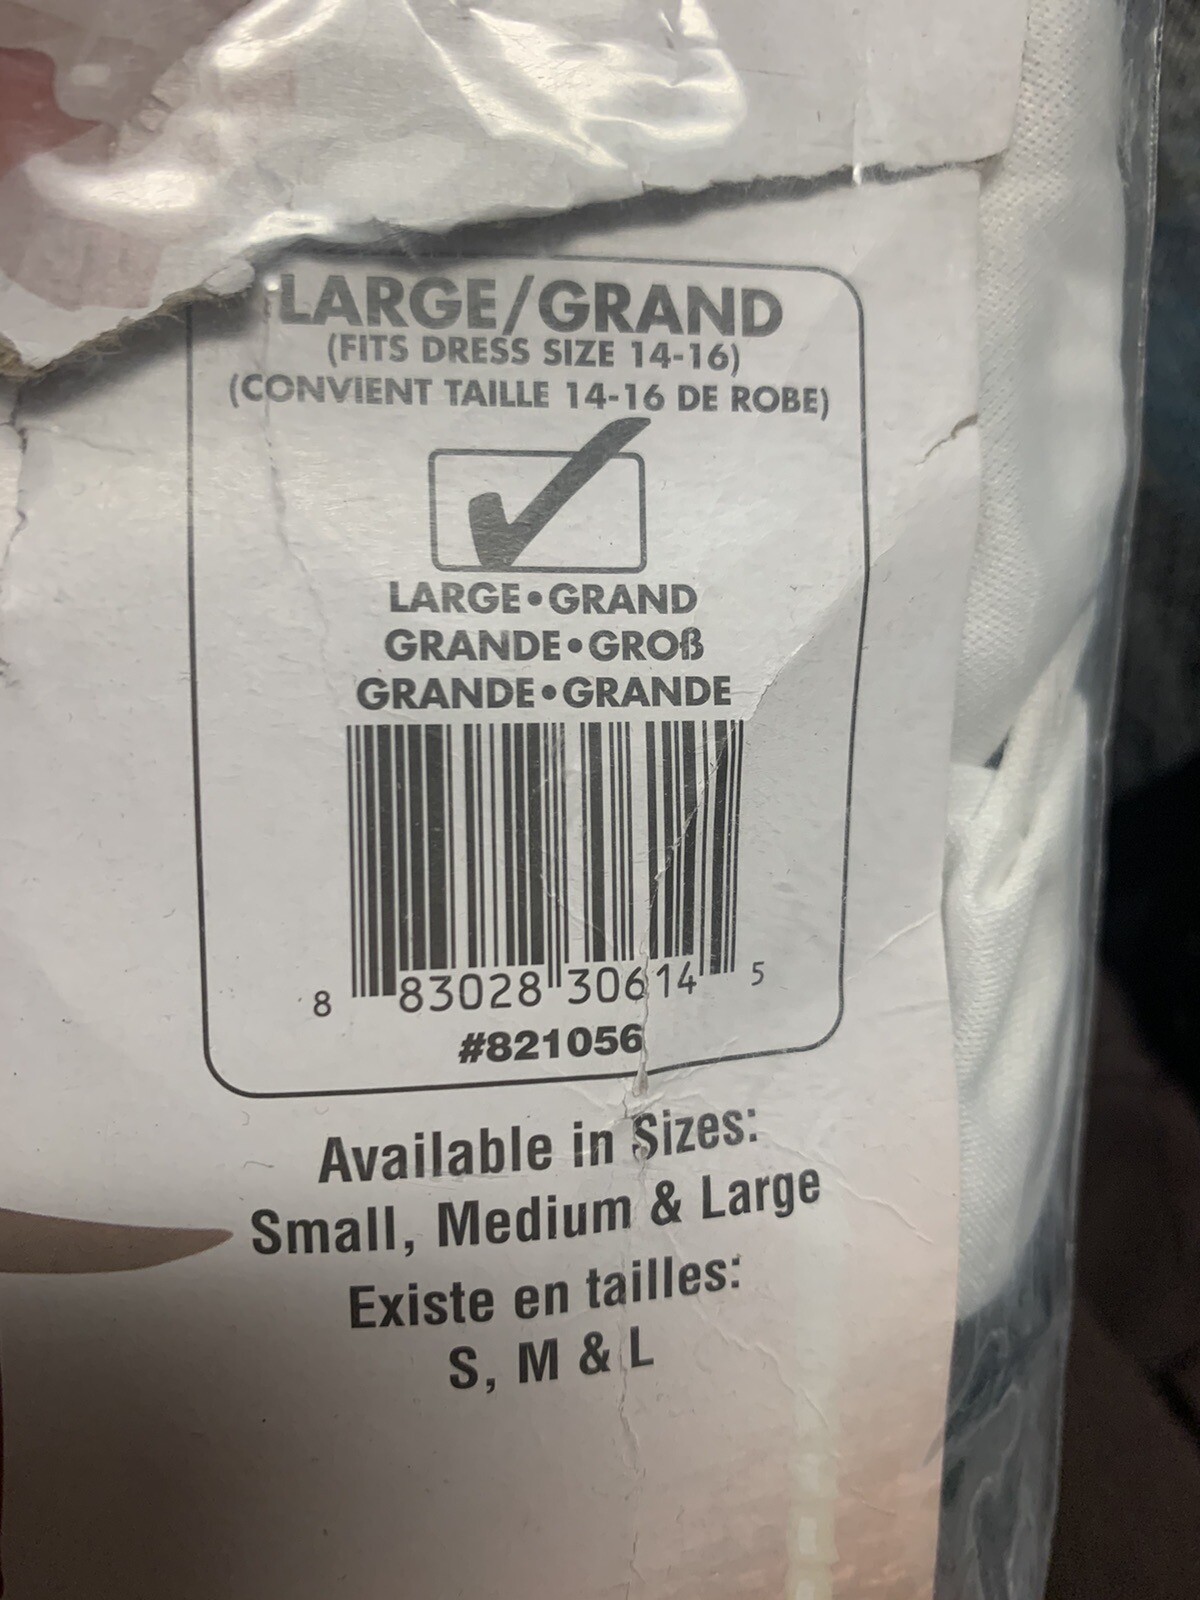 LARGE/GRAND
(FITS DRESS SIZE 14-16)
(CONVIENT TAILLE 14-16 DE ROBE)
LARGE•GRAND
GRANDE•GROß
GRANDE•GRANDE
8 83028 30614 5
#821056
Available in Sizes:
Small, Medium & Large
Existe en tailles:
S, M & L